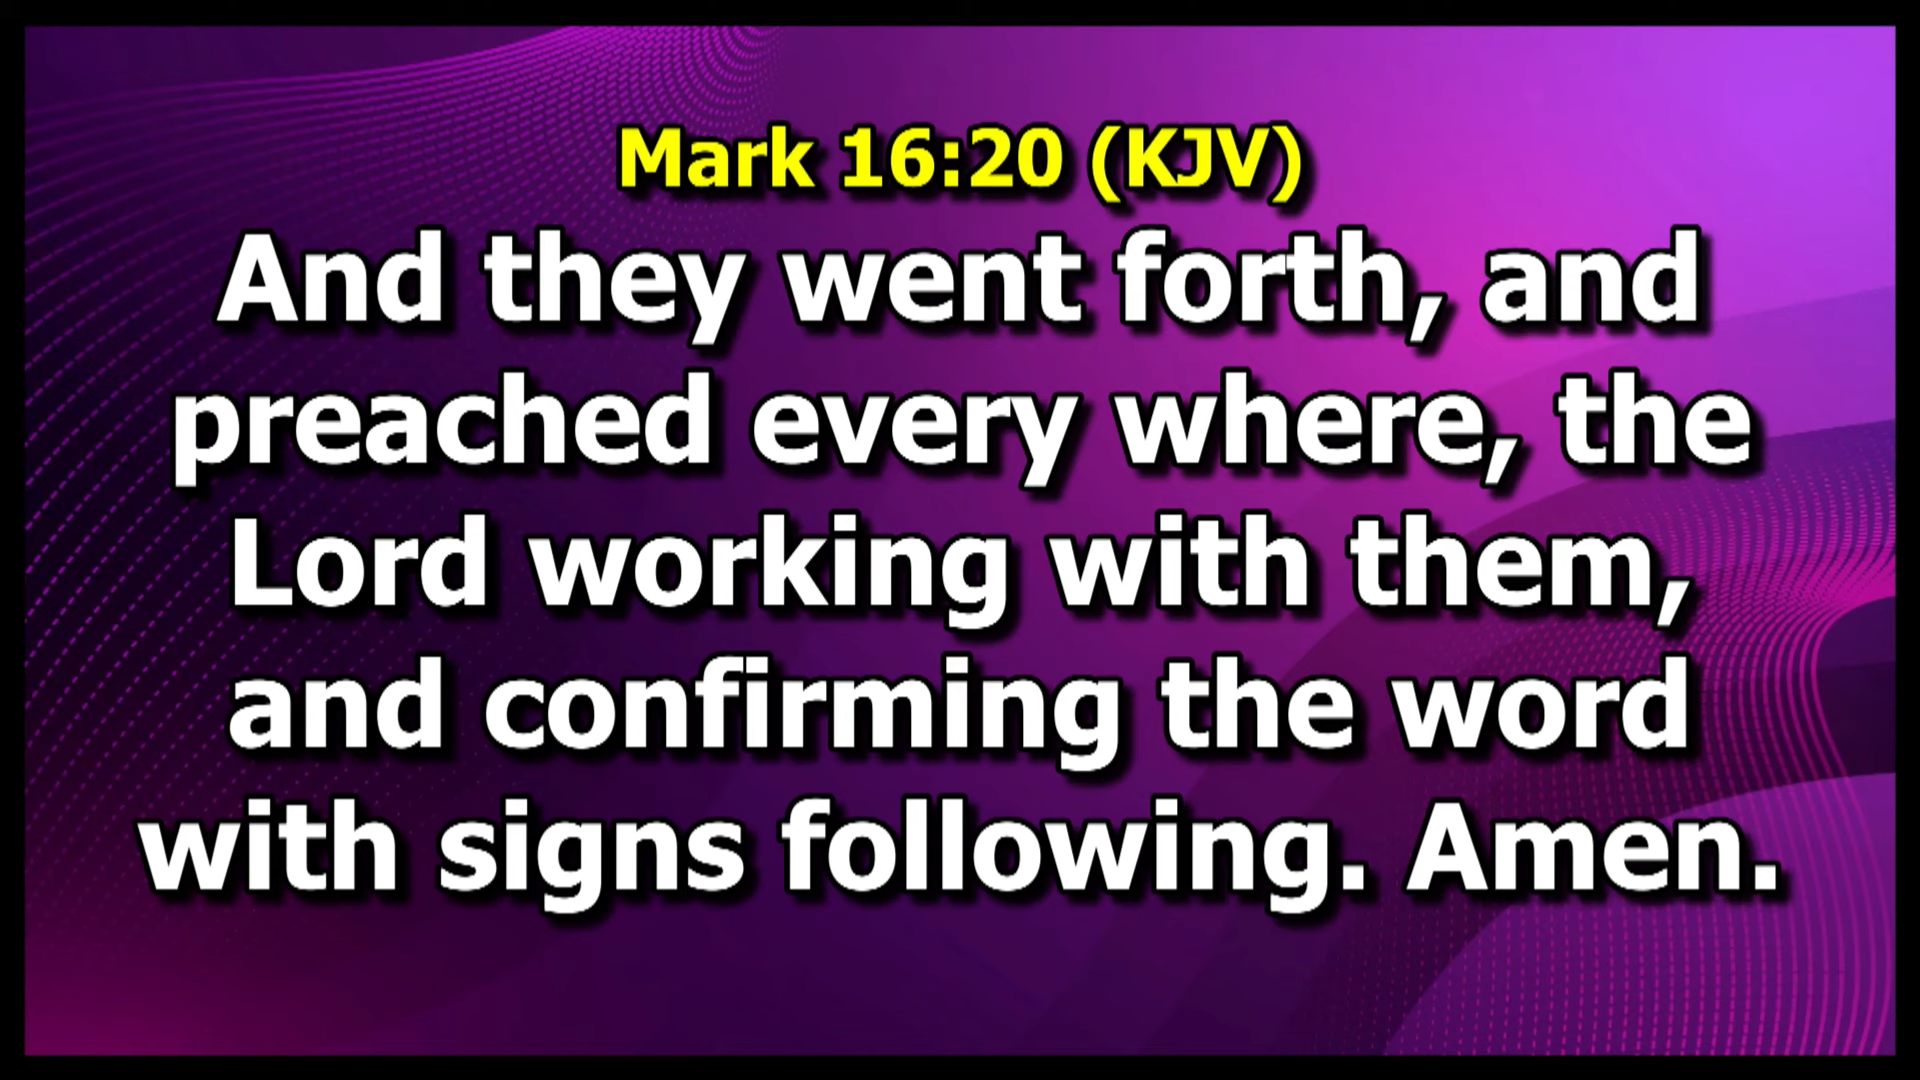 Mark 16:20 (KJV)
And they went forth, and
preached every where, the
Lord working with them,
and confirming the word
with signs following. Amen.